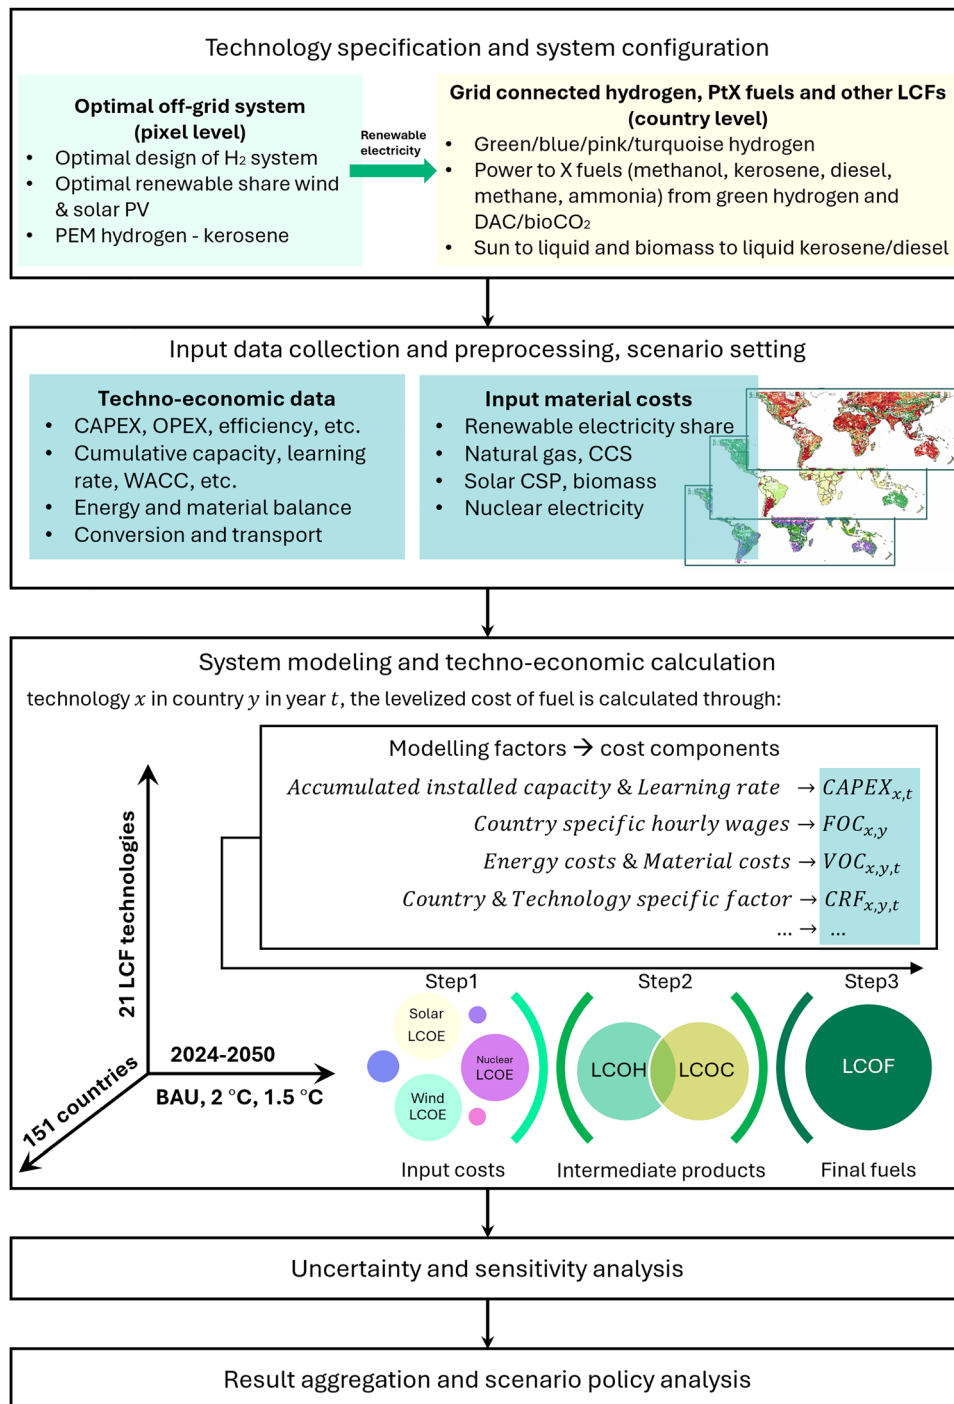 Technology specification and system configuration
Optimal off-grid system
(pixel level)
• Optimal design of H₂ system
• Optimal renewable share wind
& solar PV
• PEM hydrogen - kerosene
Renewable
electricity
Grid connected hydrogen, PtX fuels and other LCFs
(country level)
• Green/blue/pink/turquoise hydrogen
• Power to X fuels (methanol, kerosene, diesel,
methane, ammonia) from green hydrogen and
DAC/bioCO₂
• Sun to liquid and biomass to liquid kerosene/diesel
Input data collection and preprocessing, scenario setting
Techno-economic data
• CAPEX, OPEX, efficiency, etc.
• Cumulative capacity, learning
rate, WACC, etc.
• Energy and material balance
• Conversion and transport
Input material costs
• Renewable electricity share
• Natural gas, CCS
• Solar CSP, biomass
• Nuclear electricity
System modeling and techno-economic calculation
technology x in country y in year t, the levelized cost of fuel is calculated through:
Modelling factors → cost components
Accumulated installed capacity & Learning rate → CAPEXₓ,ₜ
Country specific hourly wages → FOC_{x,y}
Energy costs & Material costs → VOC_{x,y,t}
Country & Technology specific factor → CRF_{x,y,t}
... → ...
21 LCF technologies
151 countries
2024-2050
BAU, 2 °C, 1.5 °C
Step1
Step2
Step3
Solar
LCOE
Nuclear
LCOE
Wind
LCOE
LCOH
LCOC
LCOF
Input costs
Intermediate products
Final fuels
Uncertainty and sensitivity analysis
Result aggregation and scenario policy analysis